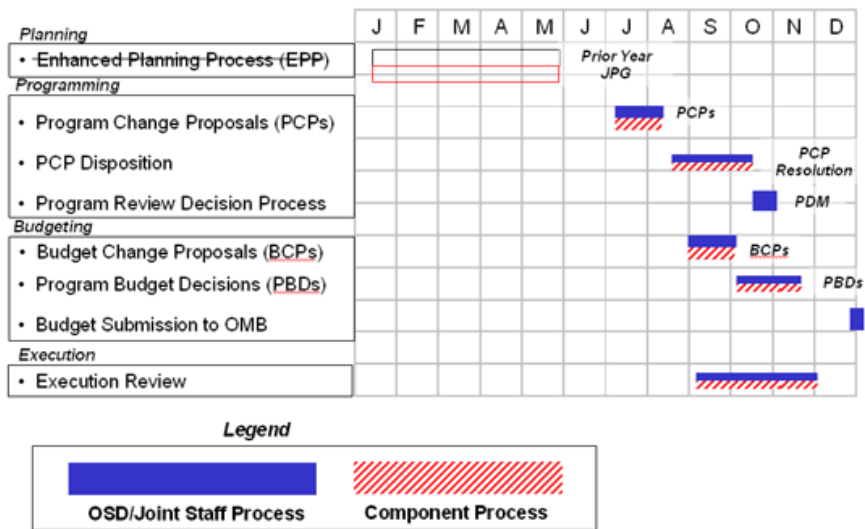 J F M A M J J A S O N D
Planning
• Enhanced Planning Process (EPP)
Prior Year
JPG
Programming
• Program Change Proposals (PCPs)
PCPs
• PCP Disposition
PCP
Resolution
• Program Review Decision Process
PDM
Budgeting
• Budget Change Proposals (BCPs)
BCPs
• Program Budget Decisions (PBDs)
PBDs
• Budget Submission to OMB
Execution
• Execution Review
Legend
OSD/Joint Staff Process
Component Process